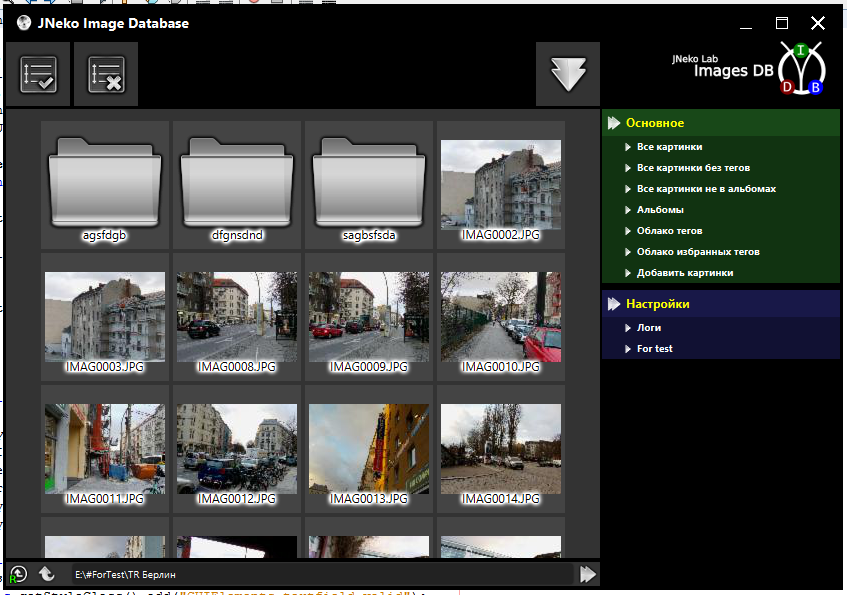 JNeko Image Database
JNeko Lab
Images DB
I
D
B
Основное
Все картинки
Все картинки без тегов
Все картинки не в альбомах
Альбомы
Облако тегов
Облако избранных тегов
Добавить картинки
Настройки
Логи
For test
agsfdgb
dfgnsdnd
sagbsfsda
IMAG0002.JPG
IMAG0003.JPG
IMAG0008.JPG
IMAG0009.JPG
IMAG0010.JPG
IMAG0011.JPG
IMAG0012.JPG
IMAG0013.JPG
IMAG0014.JPG
R
E:\#ForTest\TR Берлин